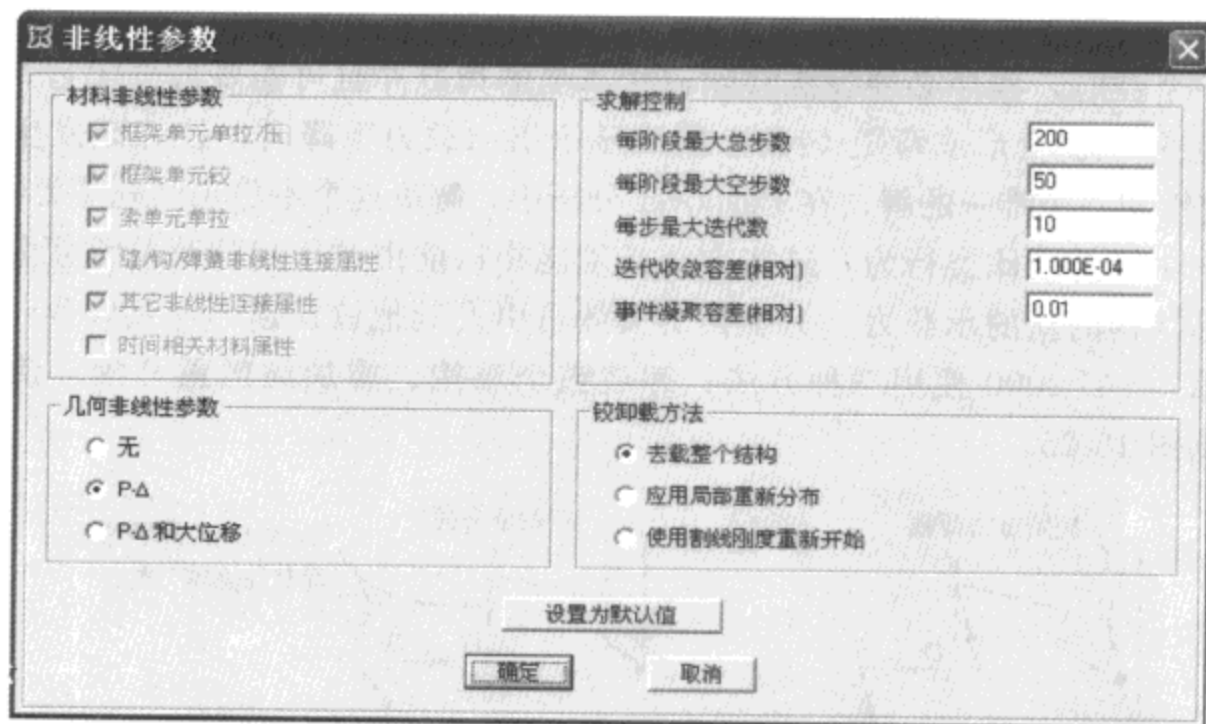 非线性参数
材料非线性参数
框架单元单拉/压
框架单元铰
索单元单拉
缝/钩/弹簧非线性连接属性
其它非线性连接属性
时间相关材料属性
求解控制
每阶段最大总步数 200
每阶段最大空步数 50
每步最大迭代数 10
迭代收敛容差(相对) 1.000E-04
事件凝聚容差(相对) 0.01
几何非线性参数
无
P-Δ
P-Δ和大位移
铰卸载方法
去载整个结构
应用局部重新分布
使用割线刚度重新开始
设置为默认值
确定 取消